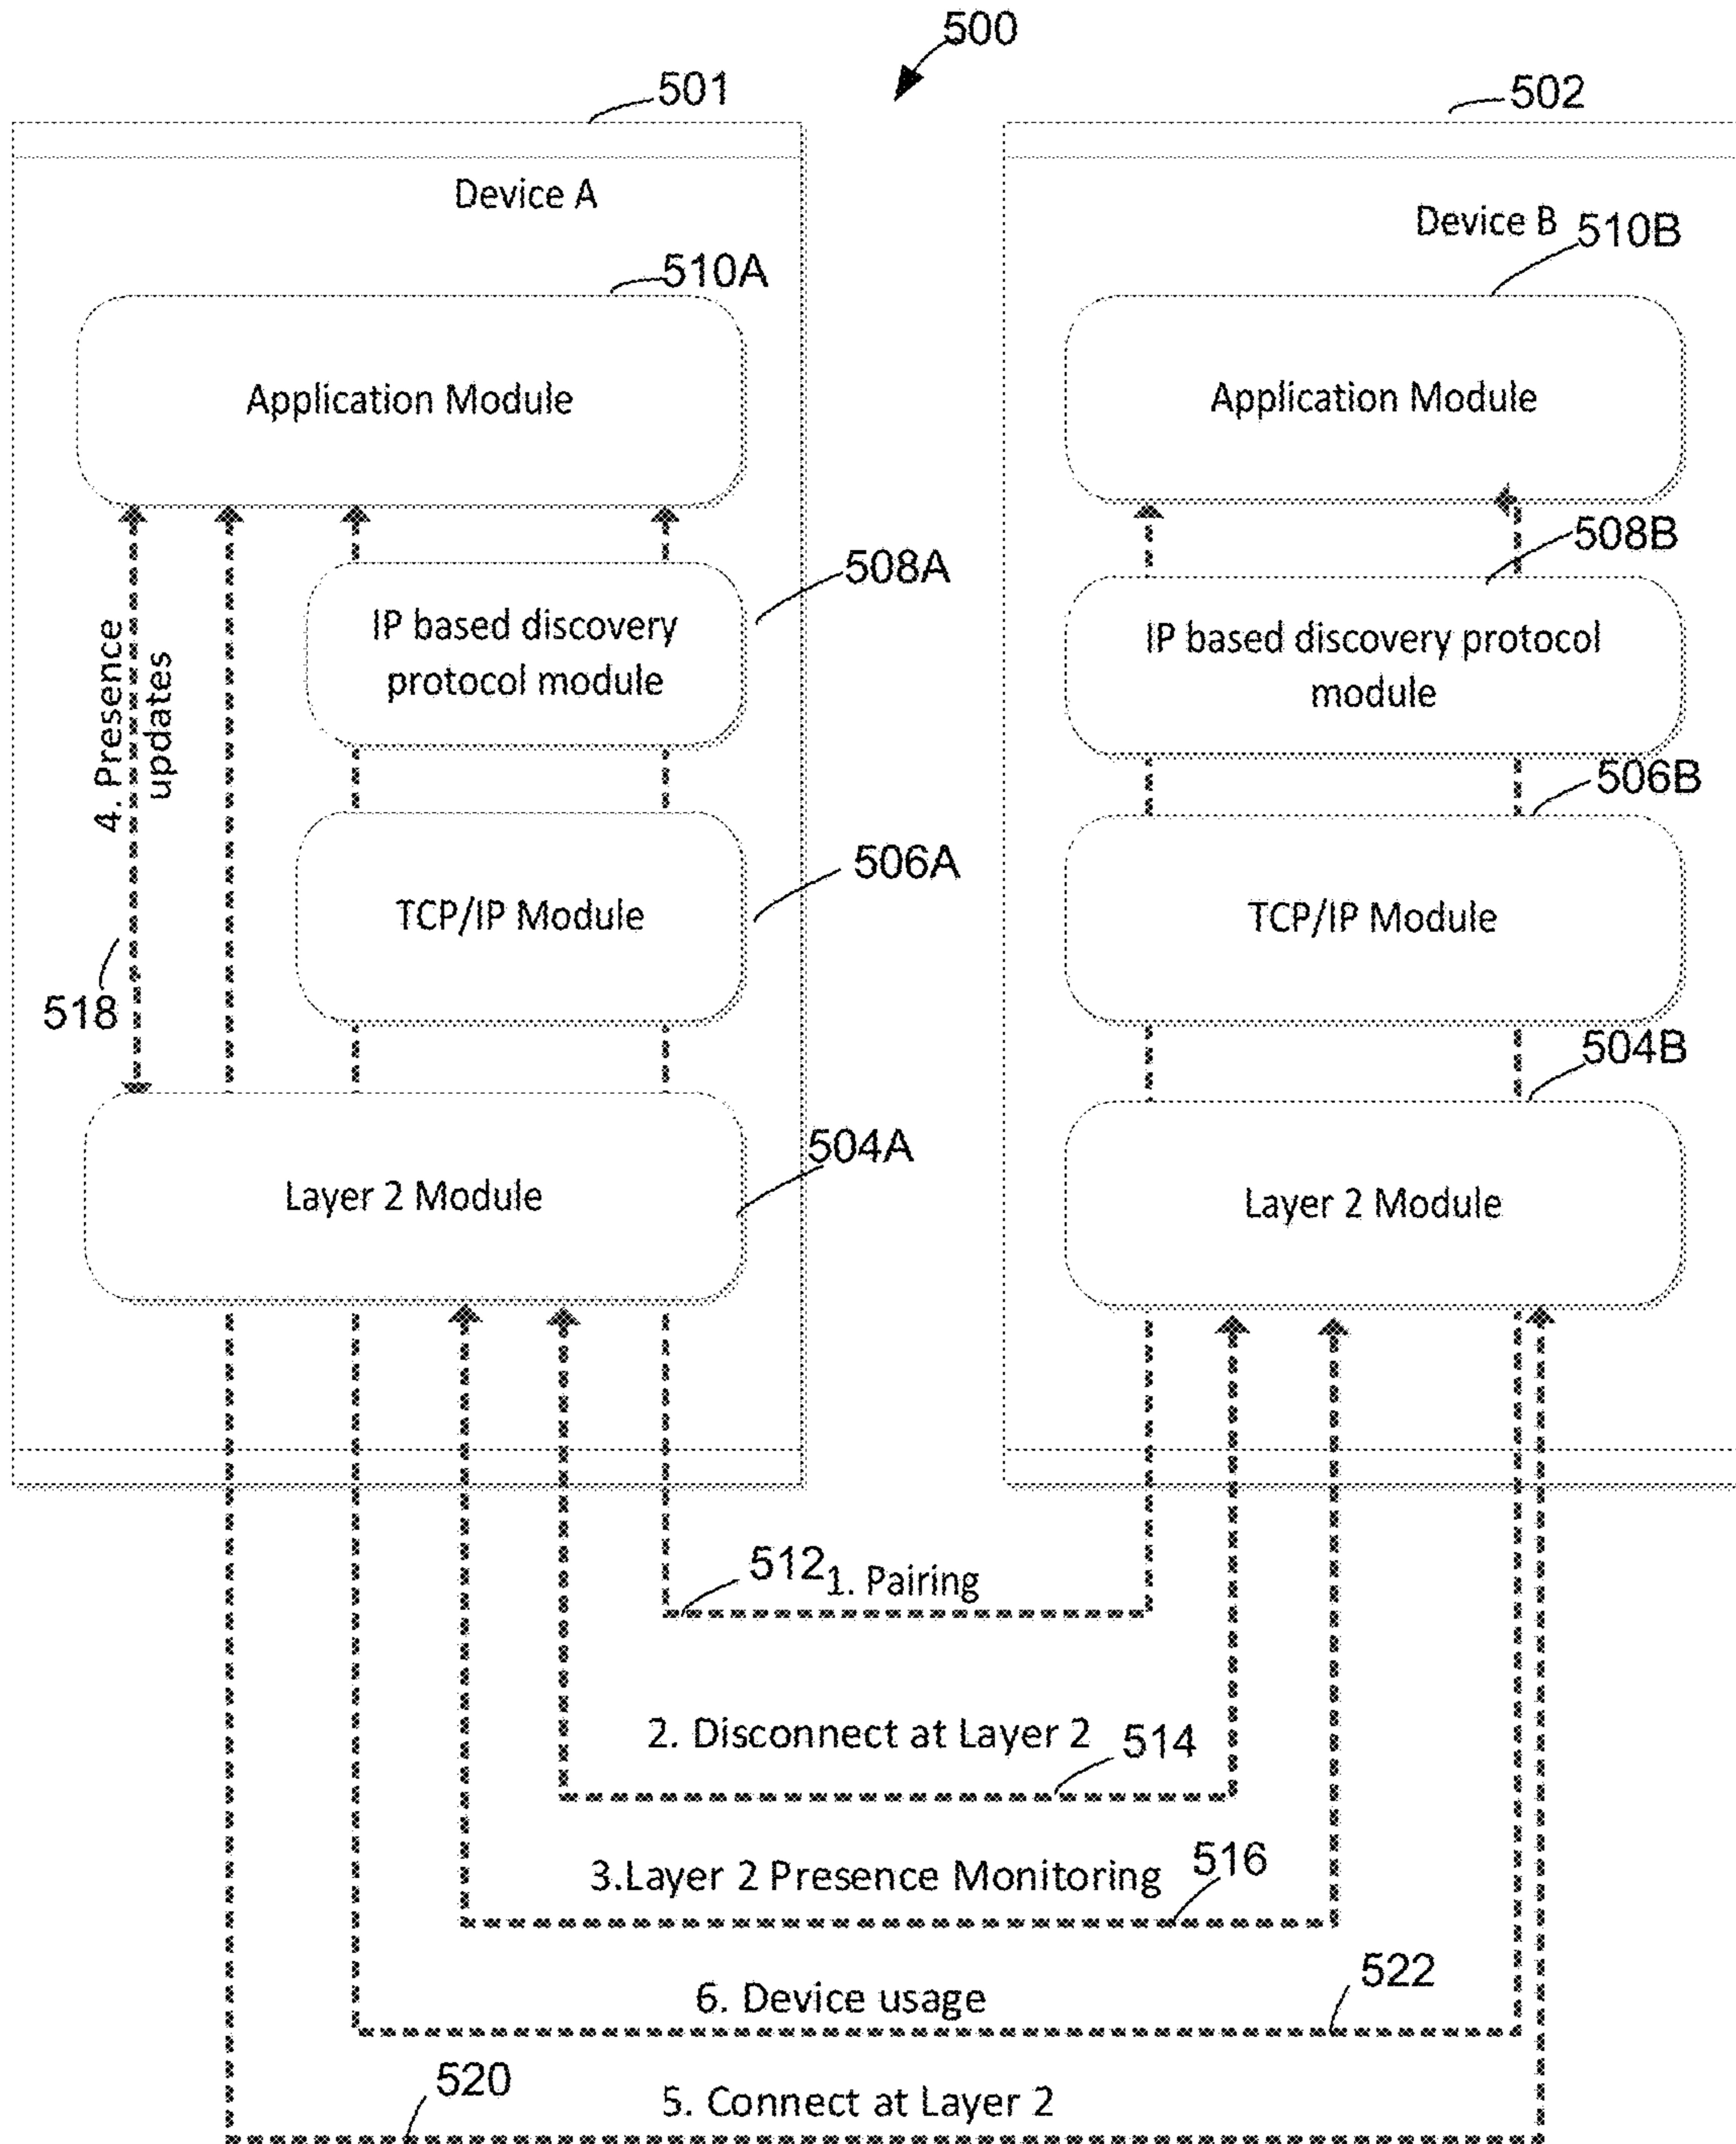 500
501
502
Device A
Device B
510A
510B
Application Module
Application Module
508A
508B
IP based discovery
protocol module
IP based discovery protocol
module
4. Presence
updates
506A
506B
TCP/IP Module
TCP/IP Module
518
504A
504B
Layer 2 Module
Layer 2 Module
512
1. Pairing
2. Disconnect at Layer 2
514
3.Layer 2 Presence Monitoring
516
6. Device usage
522
520
5. Connect at Layer 2